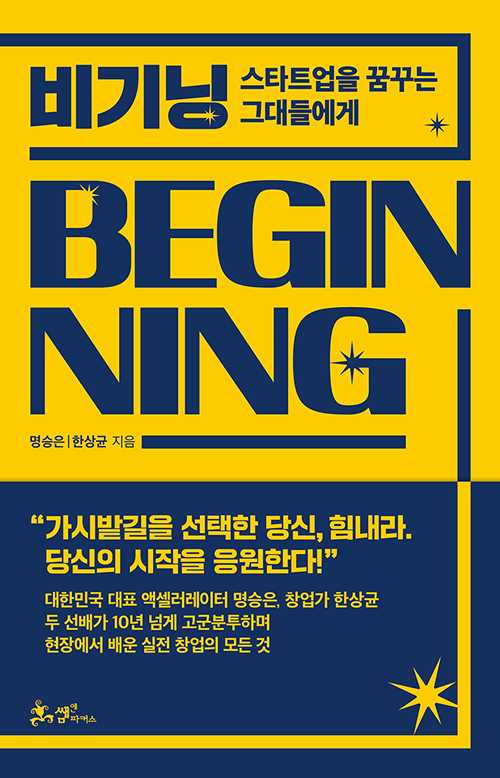 비기닝
스타트업을 꿈꾸는
그대들에게
BEGIN
NING
명승은|한상균 지음
“가시밭길을 선택한 당신, 힘내라.
당신의 시작을 응원한다!”
대한민국 대표 액셀러레이터 명승은, 창업가 한상균
두 선배가 10년 넘게 고군분투하며
현장에서 배운 실전 창업의 모든 것
쌤앤파커스